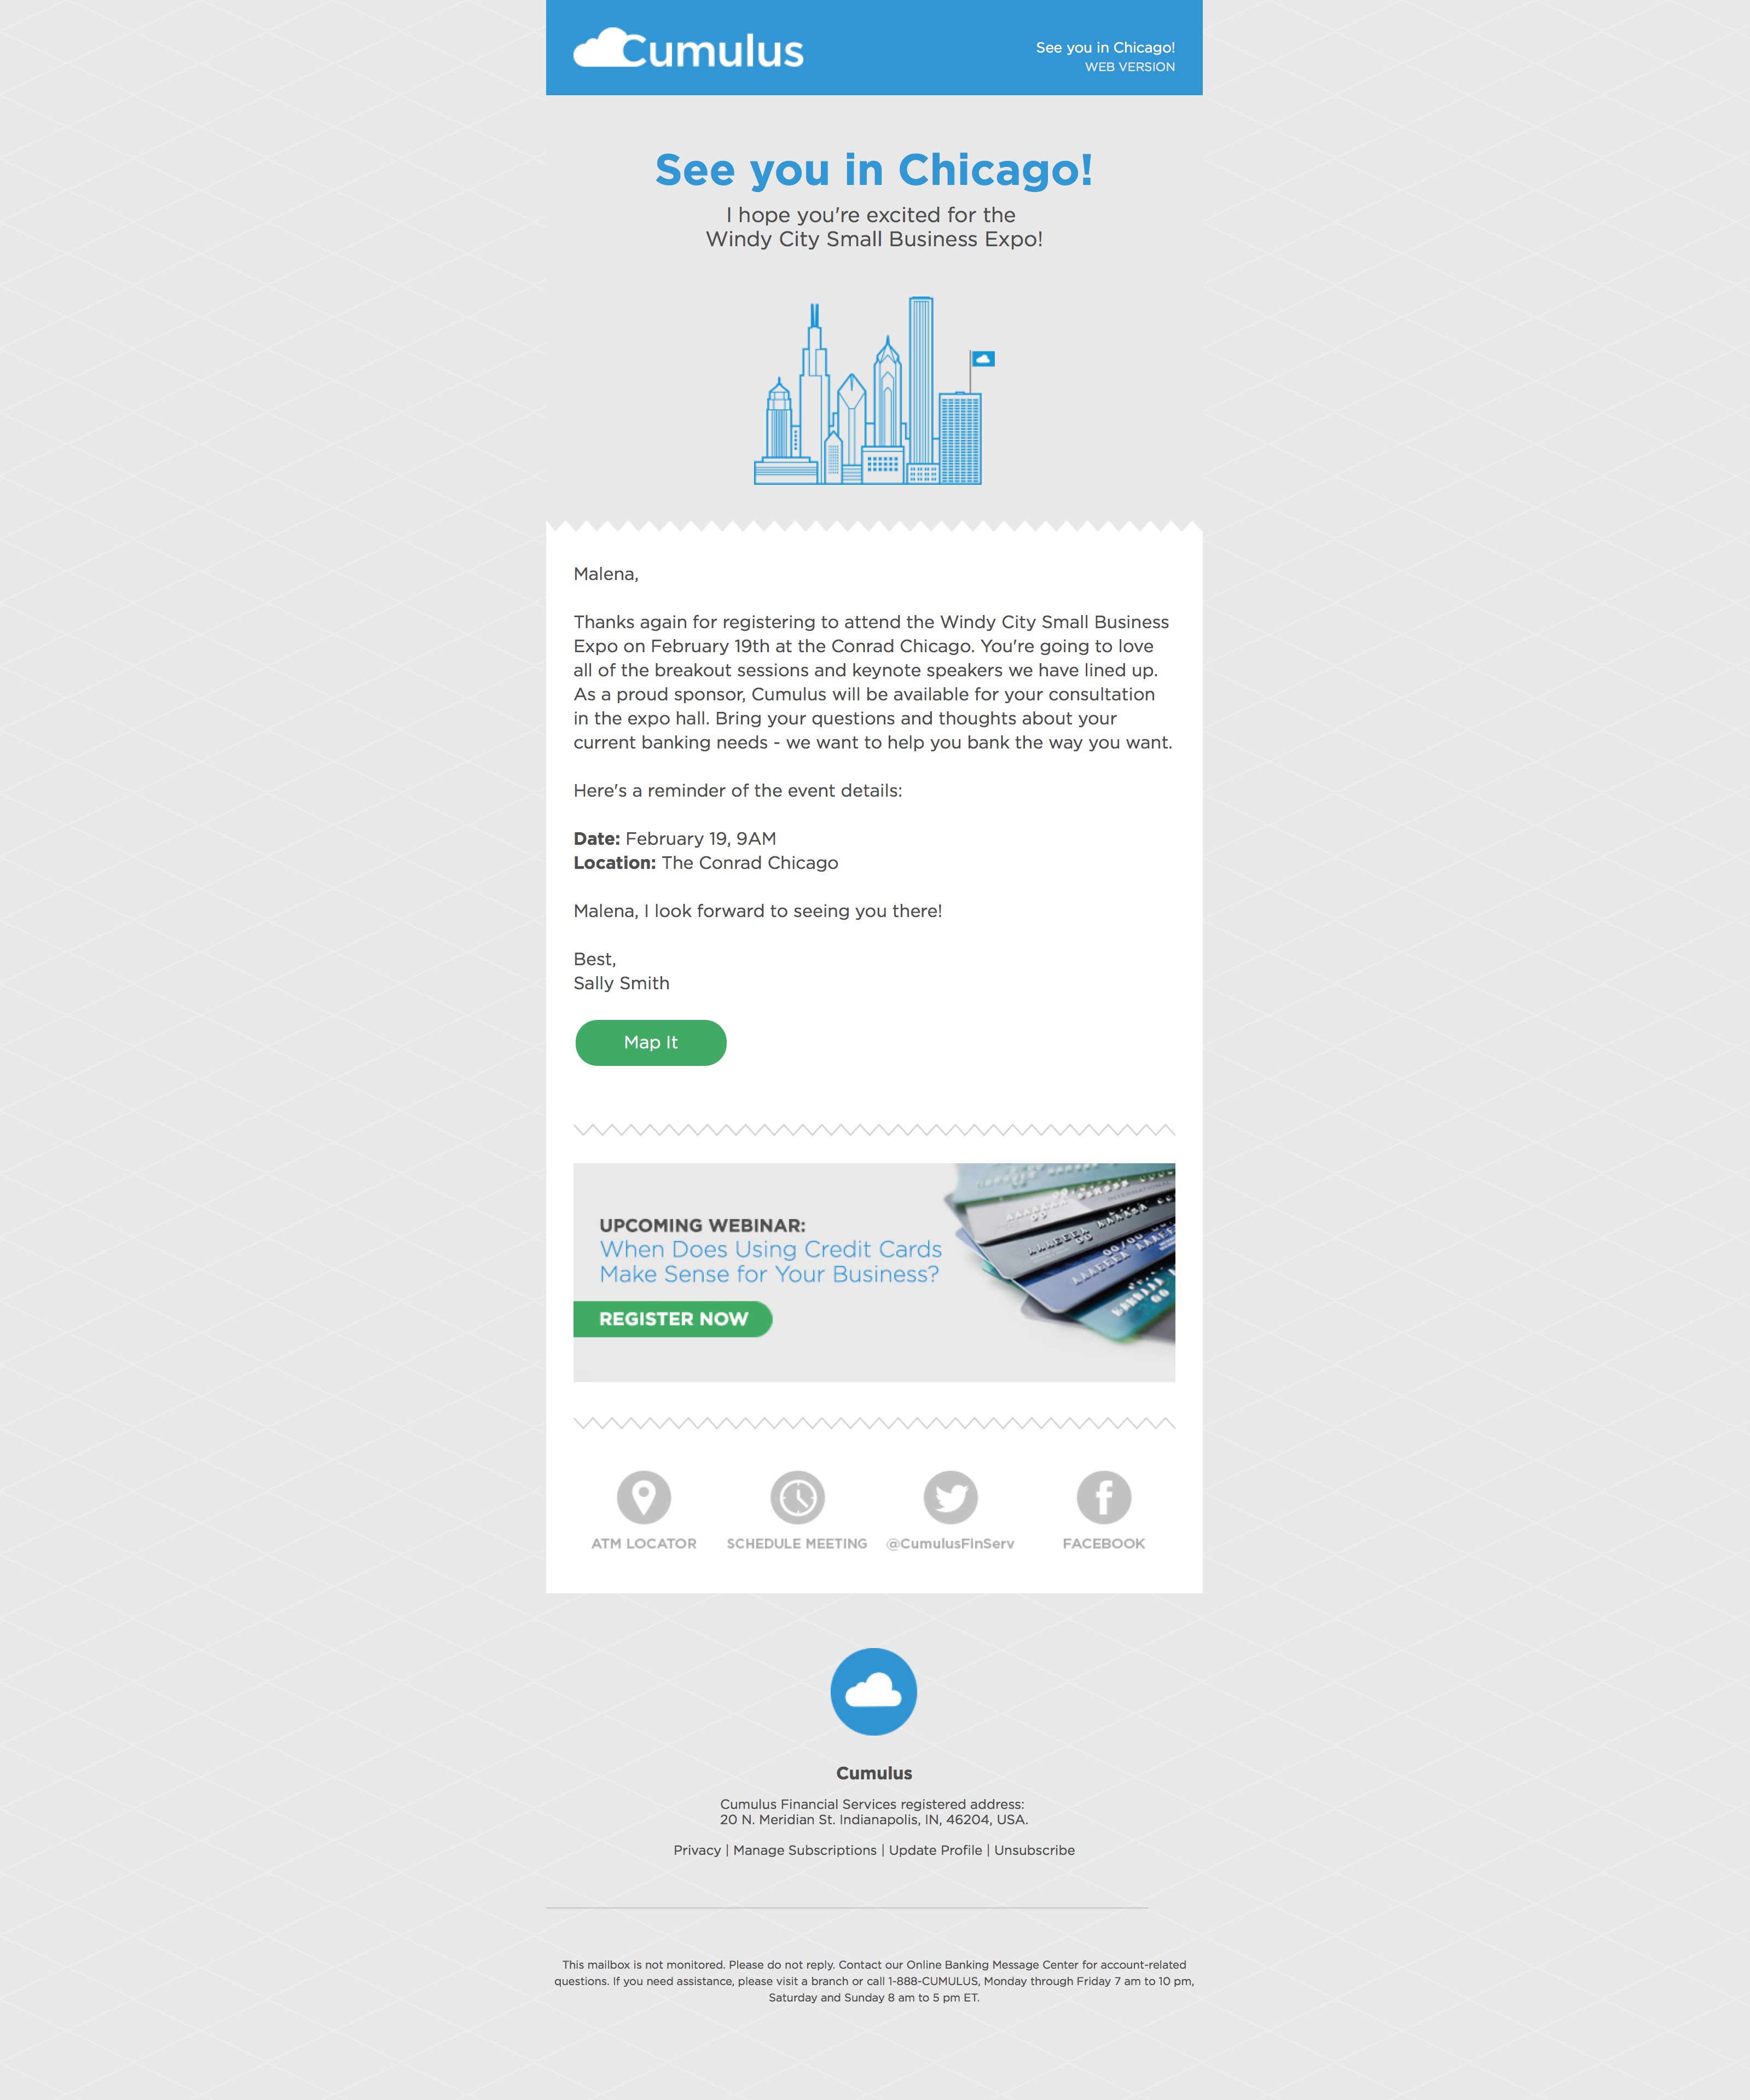 Cumulus
See you in Chicago!
WEB VERSION
See you in Chicago!
I hope you're excited for the
Windy City Small Business Expo!
Malena,
Thanks again for registering to attend the Windy City Small Business
Expo on February 19th at the Conrad Chicago. You're going to love
all of the breakout sessions and keynote speakers we have lined up.
As a proud sponsor, Cumulus will be available for your consultation
in the expo hall. Bring your questions and thoughts about your
current banking needs - we want to help you bank the way you want.
Here's a reminder of the event details:
Date: February 19, 9AM
Location: The Conrad Chicago
Malena, I look forward to seeing you there!
Best,
Sally Smith
Map It
UPCOMING WEBINAR:
When Does Using Credit Cards
Make Sense for Your Business?
REGISTER NOW
ATM LOCATOR
SCHEDULE MEETING
@CumulusFInServ
FACEBOOK
Cumulus
Cumulus Financial Services registered address:
20 N. Meridian St. Indianapolis, IN, 46204, USA.
Privacy | Manage Subscriptions | Update Profile | Unsubscribe
This mailbox is not monitored. Please do not reply. Contact our Online Banking Message Center for account-related
questions. If you need assistance, please visit a branch or call 1-888-CUMULUS, Monday through Friday 7 am to 10 pm,
Saturday and Sunday 8 am to 5 pm ET.